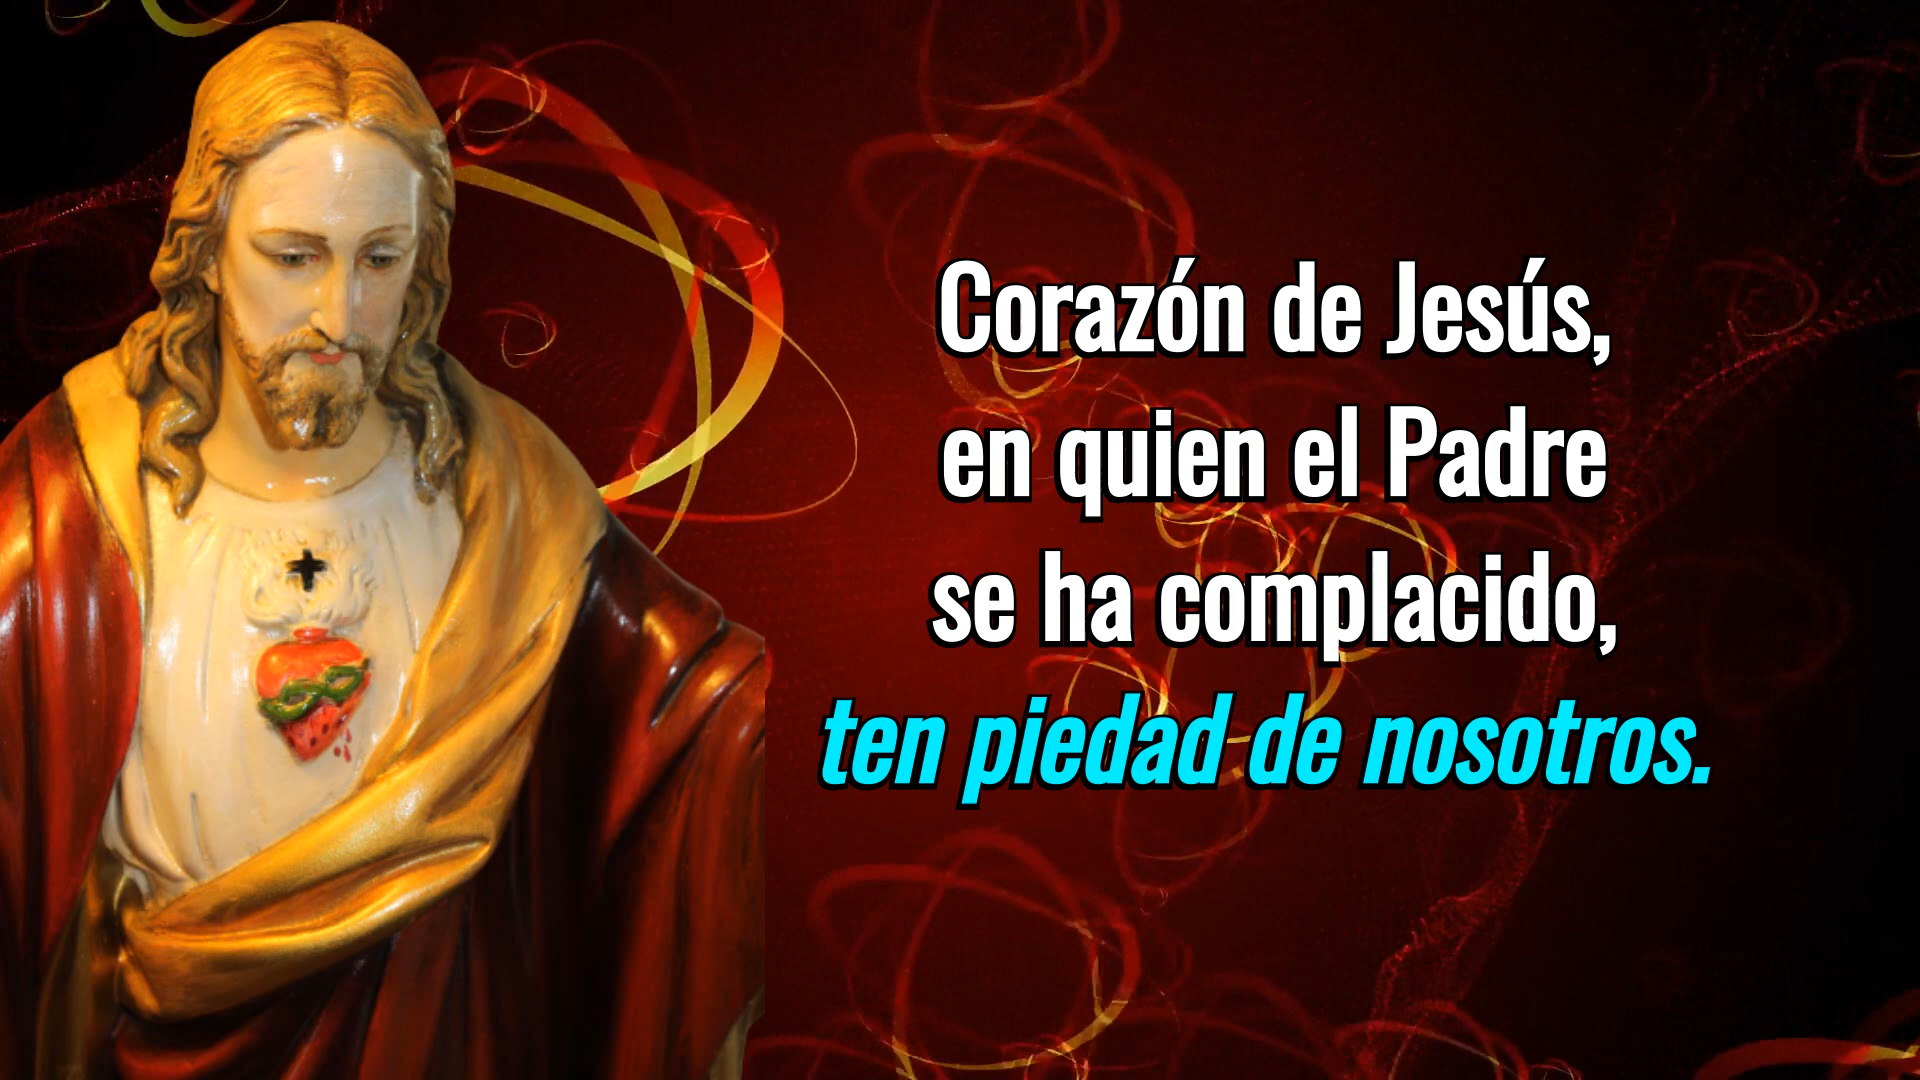 Corazón de Jesús,
en quien el Padre
se ha complacido,
ten piedad de nosotros.